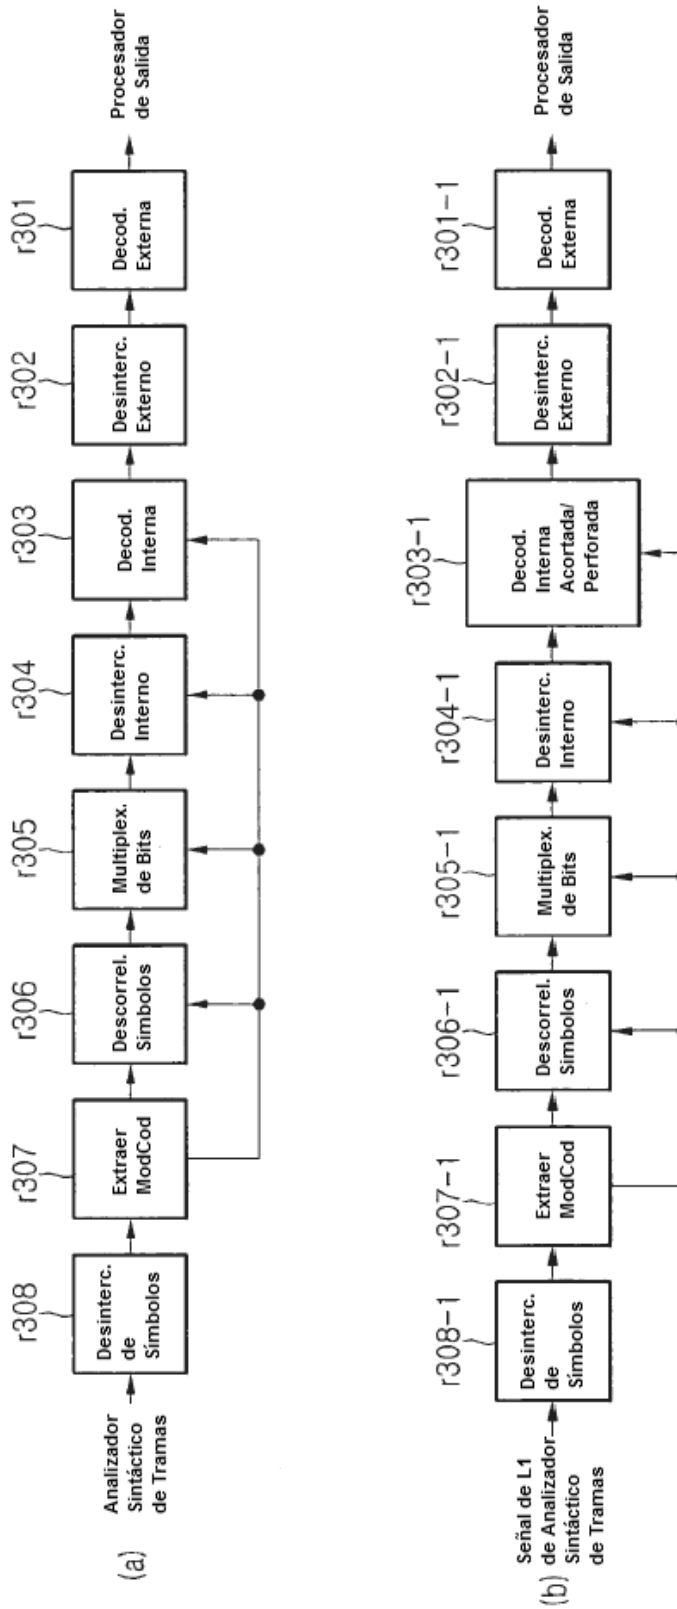 (a)
Analizador
Sintáctico
de Tramas
r308
Desinterc.
de
Símbolos
r307
Extraer
ModCod
r306
Descorrel.
Simbolos
r305
Multiplex.
de Bits
r304
Desinterc.
Interno
r303
Decod.
Interna
r302
Desinterc.
Externo
r301
Decod.
Externa
Procesador
de Salida
(b)
Señal de L1
de Analizador
Sintáctico
de Tramas
r308-1
Desinterc.
de
Símbolos
r307-1
Extraer
ModCod
r306-1
Descorrel.
Simbolos
r305-1
Multiplex.
de Bits
r304-1
Desinterc.
Interno
r303-1
Decod.
Interna
Acortada/
Perforada
r302-1
Desinterc.
Externo
r301-1
Decod.
Externa
Procesador
de Salida